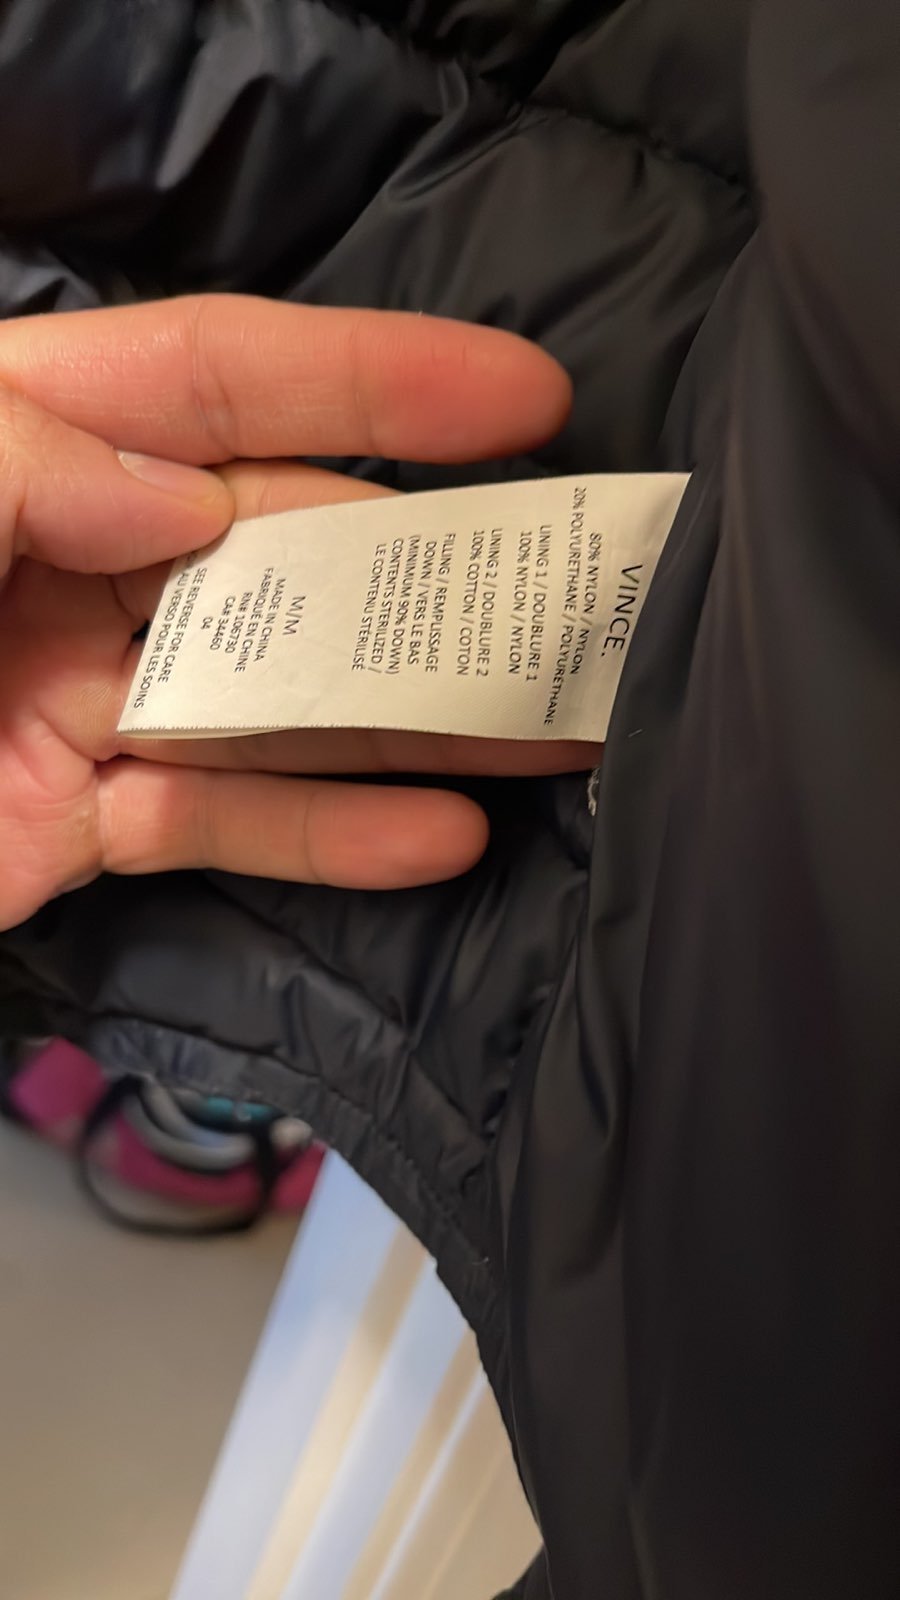 VINCE.
80% NYLON / NYLON
20% POLYURETHANE / POLYURÉTHANE
LINING 1 / DOUBLURE 1
100% NYLON / NYLON
LINING 2 / DOUBLURE 2
100% COTTON / COTON
FILLING / REMPLISSAGE
DOWN / VERS LE BAS
(MINIMUM 90% DOWN)
CONTENTS STERILIZED /
LE CONTENU STÉRILISÉ
M/M
MADE IN CHINA
FABRIQUÉ EN CHINE
RN# 106730
CA# 34460
04
SEE REVERSE FOR CARE
AU VERSO POUR LES SOINS